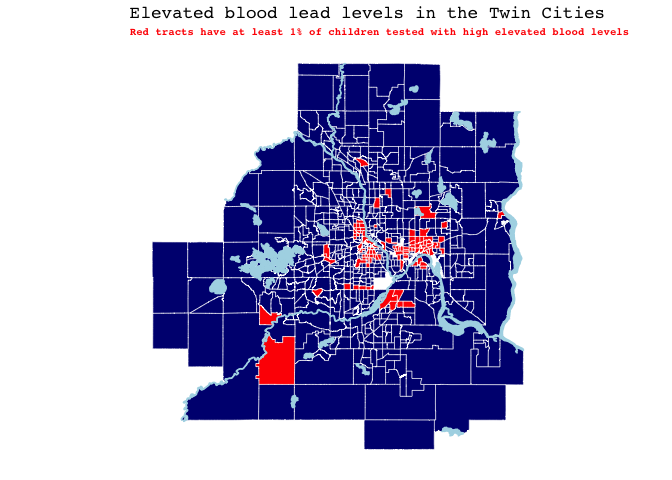 Elevated blood lead levels in the Twin Cities
Red tracts have at least 1% of children tested with high elevated blood levels